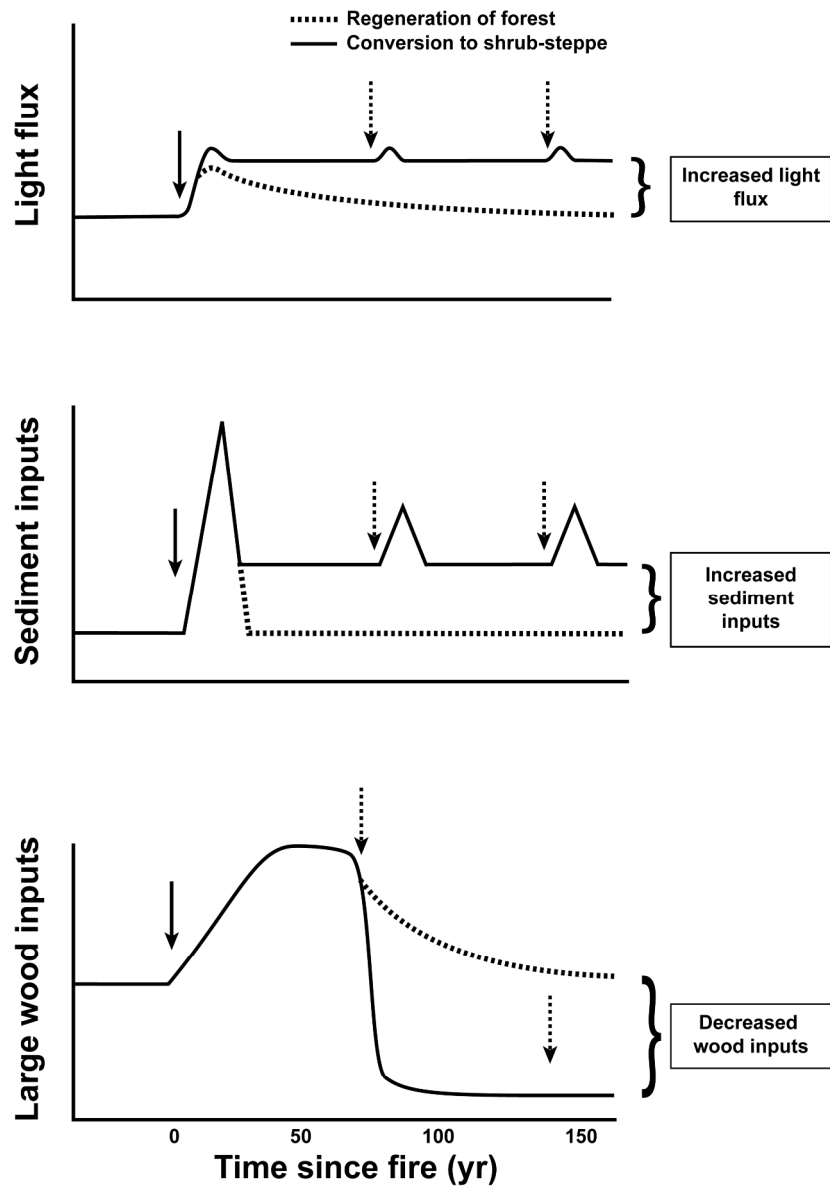 Regeneration of forest
Conversion to shrub-steppe
Light flux
Increased light
flux
Sediment inputs
Increased
sediment
inputs
Large wood inputs
Decreased
wood inputs
0 50 100 150
Time since fire (yr)